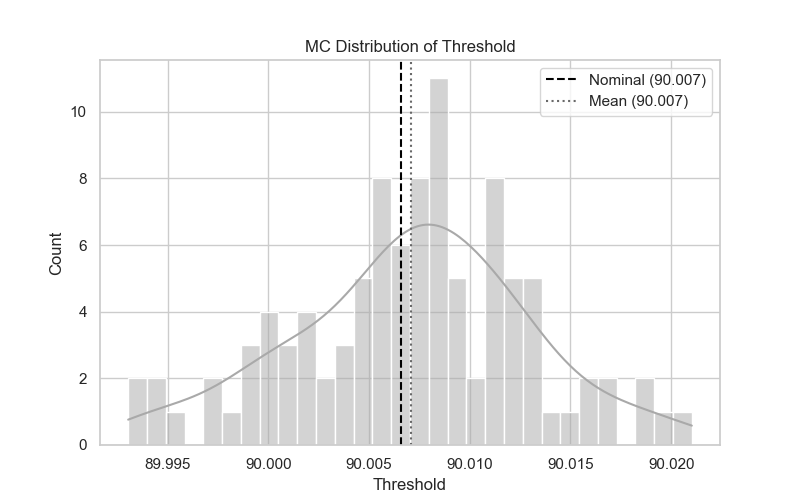 MC Distribution of Threshold
Nominal (90.007)
Mean (90.007)
10
8
6
4
2
0
Count
89.995 90.000 90.005 90.010 90.015 90.020
Threshold